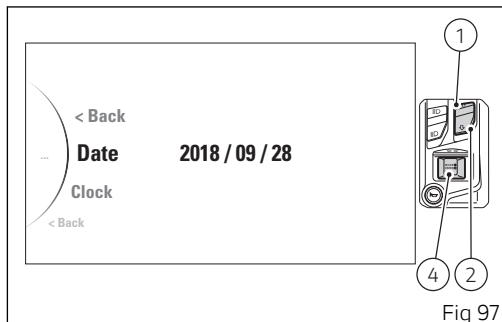 1
< Back
Date 2018 / 09 / 28
...
Clock
< Back
4 2
Fig 97